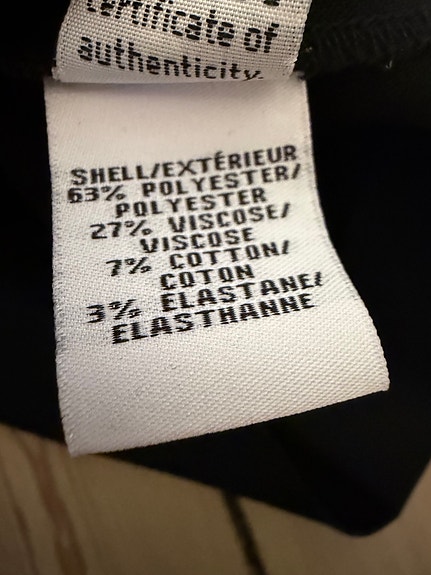 certificate of
authenticity.
SHELL/EXTÉRIEUR
63% POLYESTER/
POLYESTER
27% VISCOSE/
VISCOSE
7% COTTON/
COTON
3% ELASTANE/
ELASTHANNE